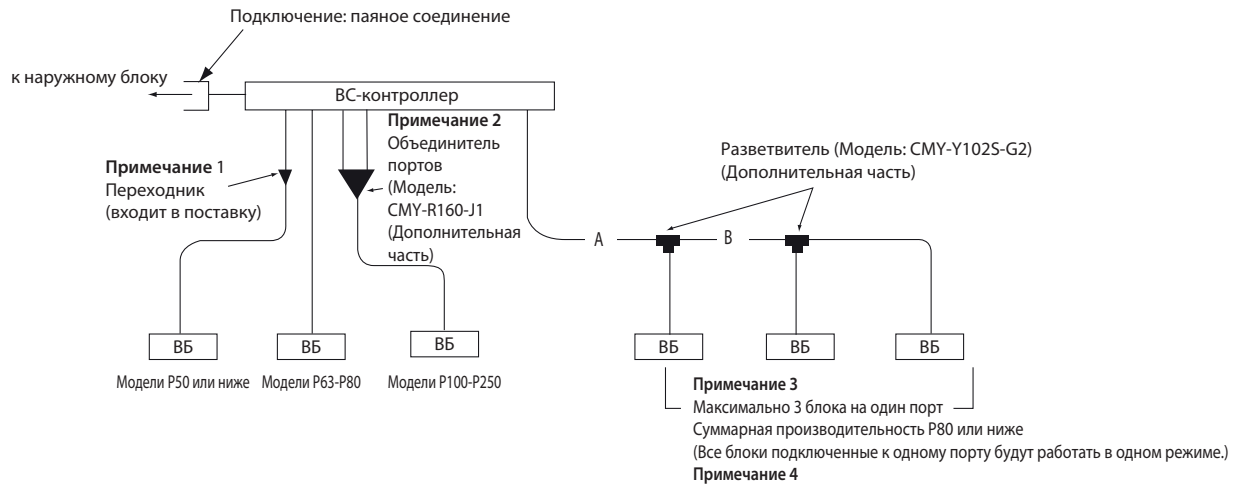 Подключение: паяное соединение
к наружному блоку
ВС-контроллер
Примечание 1
Переходник
(входит в поставку)
Примечание 2
Объединитель
портов
(Модель:
CMY-R160-J1
(Дополнительная
часть)
Разветвитель (Модель: CMY-Y102S-G2)
(Дополнительная часть)
A
B
ВБ
ВБ
ВБ
ВБ
ВБ
ВБ
Модели P50 или ниже
Модели P63-P80
Модели P100-P250
Примечание 3
Максимально 3 блока на один порт
Суммарная производительность P80 или ниже
(Все блоки подключенные к одному порту будут работать в одном режиме.)
Примечание 4